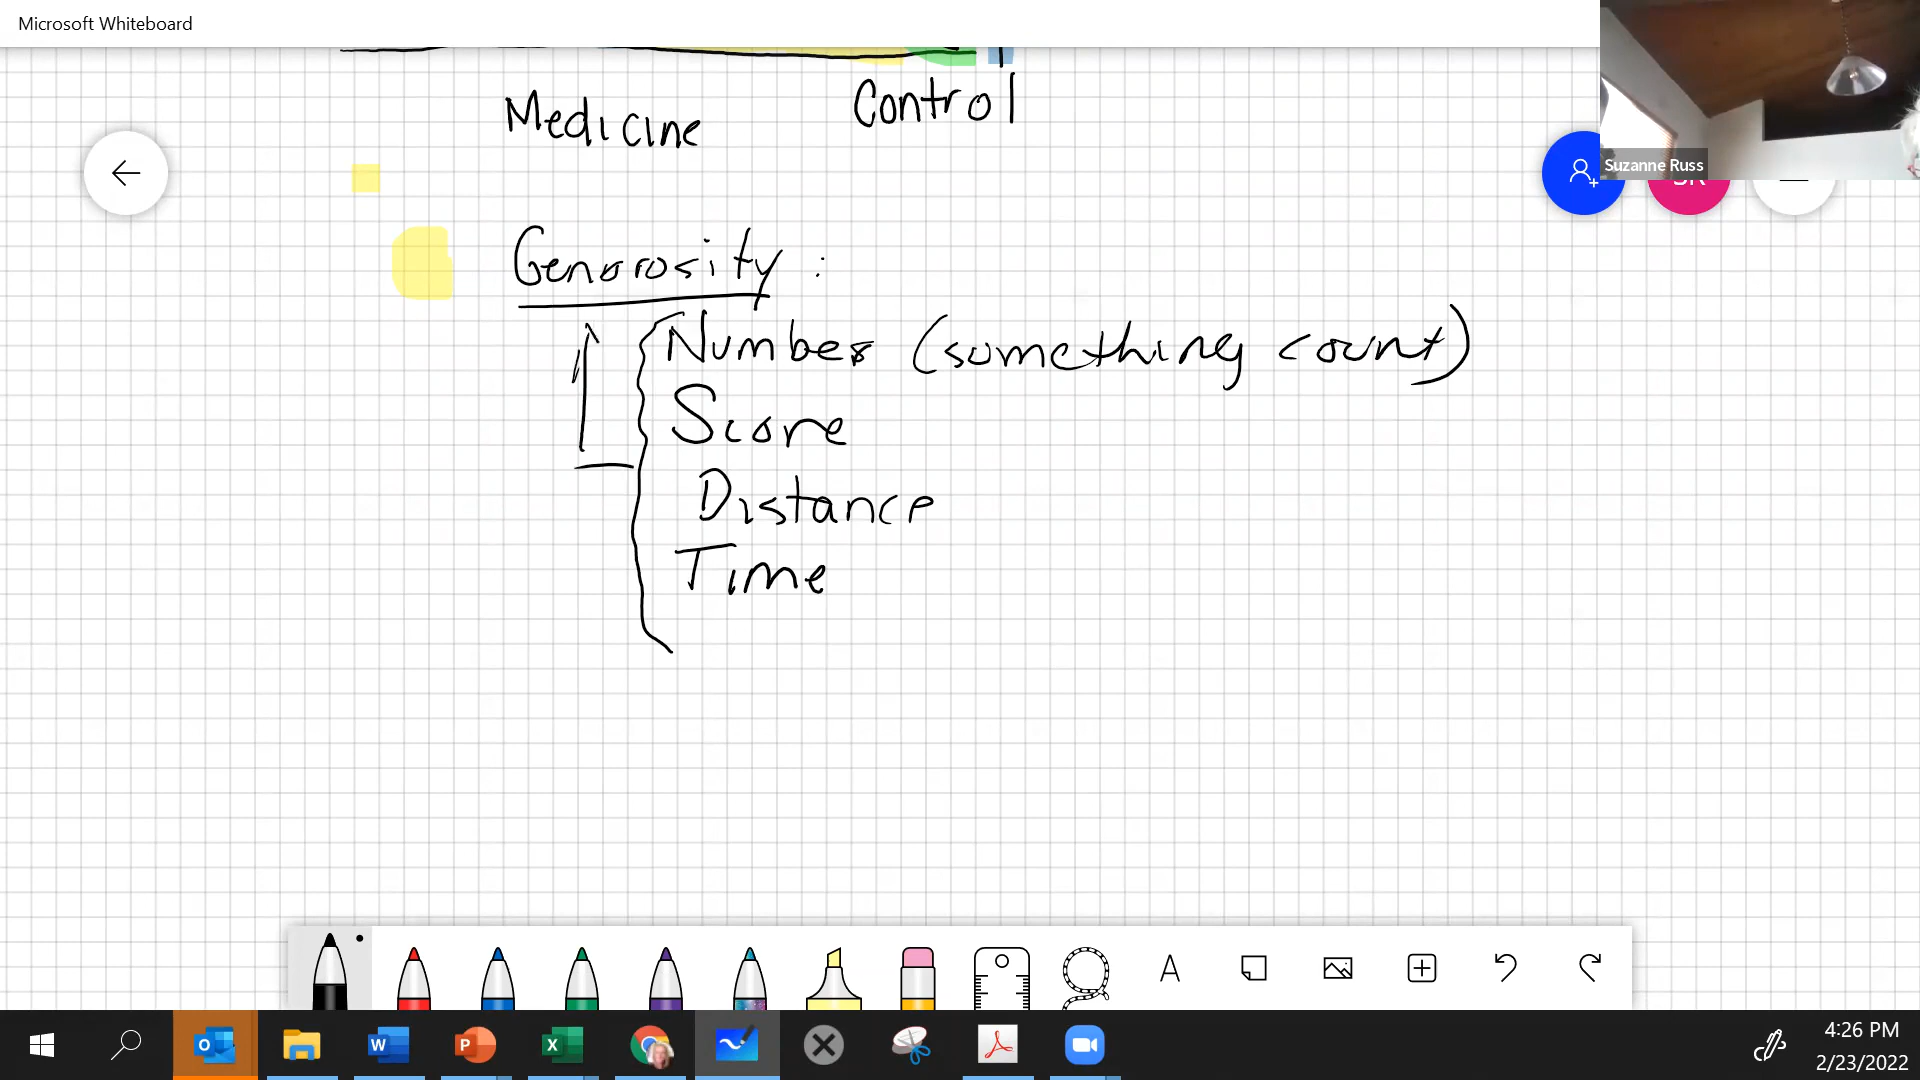 Microsoft Whiteboard
Medicine Control
Suzanne Russ
Generosity :
Number (something count)
Score
Distance
Time
4:26 PM
2/23/2022